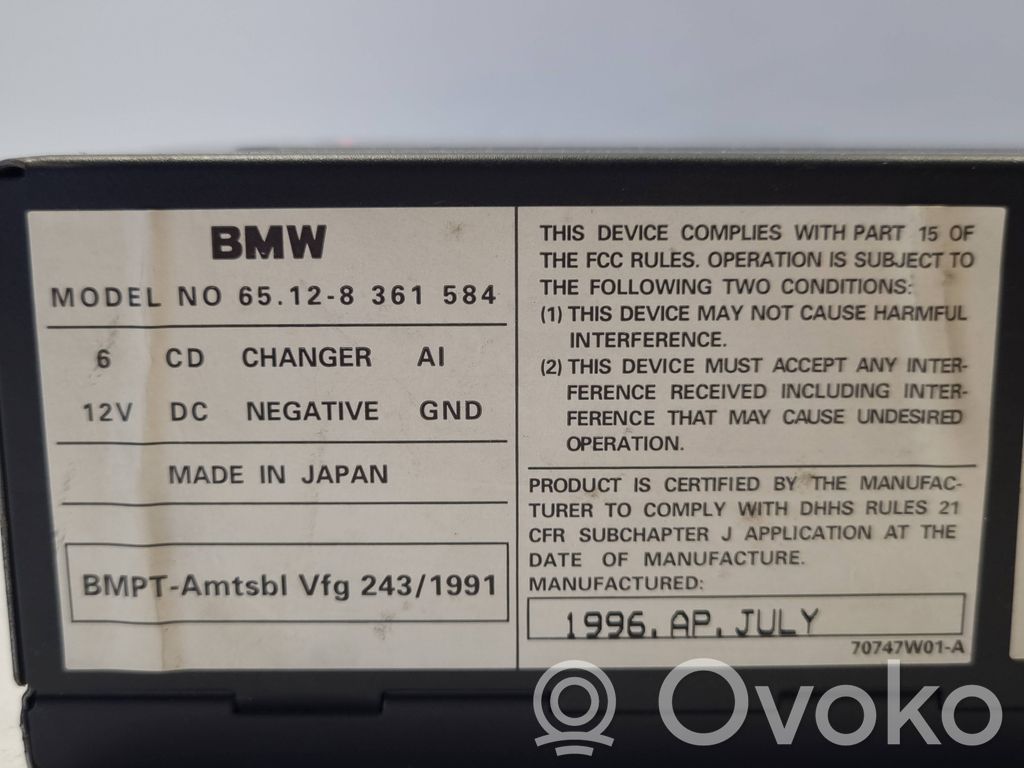 BMW
MODEL NO 65.12-8 361 584
6 CD CHANGER AI
12V DC NEGATIVE GND
MADE IN JAPAN
BMPT-Amtsbl Vfg 243/1991
THIS DEVICE COMPLIES WITH PART 15 OF
THE FCC RULES. OPERATION IS SUBJECT TO
THE FOLLOWING TWO CONDITIONS:
(1) THIS DEVICE MAY NOT CAUSE HARMFUL
INTERFERENCE.
(2) THIS DEVICE MUST ACCEPT ANY INTER-
FERENCE RECEIVED INCLUDING INTER-
FERENCE THAT MAY CAUSE UNDESIRED
OPERATION.
PRODUCT IS CERTIFIED BY THE MANUFAC-
TURER TO COMPLY WITH DHHS RULES 21
CFR SUBCHAPTER J APPLICATION AT THE
DATE OF MANUFACTURE.
MANUFACTURED:
1996. AP. JULY
70747W01-A
Ovoko